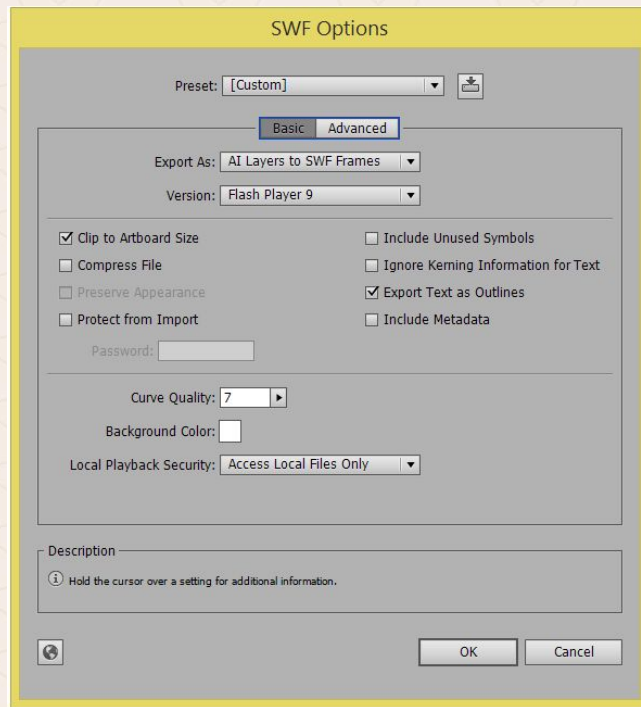 SWF Options
Preset: [Custom]
Basic Advanced
Export As: AI Layers to SWF Frames
Version: Flash Player 9
Clip to Artboard Size
Include Unused Symbols
Compress File
Ignore Kerning Information for Text
Preserve Appearance
Export Text as Outlines
Protect from Import
Include Metadata
Password:
Curve Quality: 7
Background Color:
Local Playback Security: Access Local Files Only
Description
Hold the cursor over a setting for additional information.
OK Cancel